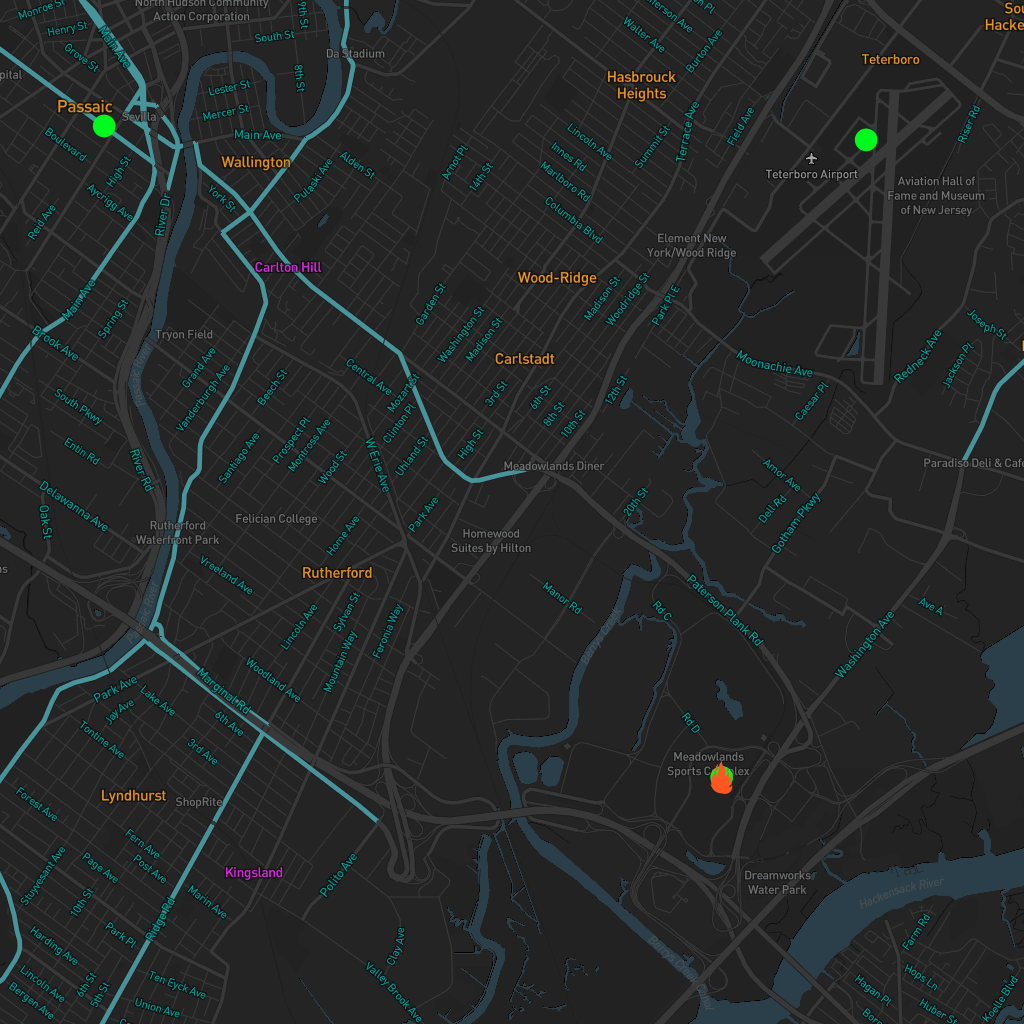 Monroe St
North Hudson Community
Action Corporation
9th St
Henry St
Main Ave
South St
Grove St
Da Stadium
8th St
Lester St
Passaic
Sevilla
Mercer St
Boulevard
Main Ave
High St
Wallington
Alden St
Pulaski Ave
Aycrigg Ave
York St
River Dr
Reid Ave
Walter Ave
Burton Ave
Hasbrouck
Heights
Teterboro
Terrace Ave
Field Ave
Riser Rd
Lincoln Ave
Summit St
Arnot Pl
Innes Rd
14th St
Marlboro Rd
Teterboro Airport
Aviation Hall of
Fame and Museum
of New Jersey
Columbia Blvd
Element New
York/Wood Ridge
Carlton Hill
Wood-Ridge
Madison St
Woodridge St
Park Pl E
Garden St
Main Ave
Spring St
Washington St
Madison St
Tryon Field
Brook Ave
Carlstadt
Joseph St
Redneck Ave
Jackson Pl
Moonachie Ave
Caesar Pl
Grand Ave
Vanderburgh Ave
Beech St
Central Ave
Mozart St
3rd St
6th St
8th St
10th St
12th St
South Pkwy
Clinton Pl
Prospect Pl
Montross Ave
Uhland St
High St
Entin Rd
River Rd
Santiago Ave
Wood St
W Erie Ave
Meadowlands Diner
Paradiso Deli & Cafe
Amor Ave
Dell Rd
Gotham Pkwy
20th St
Delawanna Ave
Oak St
Rutherford
Waterfront Park
Felician College
Park Ave
Home Ave
Homewood
Suites by Hilton
Vreeland Ave
Rutherford
Manor Rd
Paterson Plank Rd
Rd C
Ave A
Washington Ave
Lincoln Ave
Sylvan St
Feronia Way
Berry Creek
Mountain Way
Woodland Ave
Marginal Rd
Park Ave
Jay Ave
Lake Ave
6th Ave
Rd D
Tontine Ave
3rd Ave
Meadowlands
Lyndhurst
ShopRite
Forest Ave
Fern Ave
Post Ave
Page Ave
Stuyvesant Ave
10th St
Kingsland
Polito Ave
Marin Ave
Dreamworks
Water Park
Hackensack River
Ridge Rd
Park Pl
Harding Ave
Farm Rd
Clay Ave
Valley Brook Ave
Lincoln Ave
Bergen Ave
6th St
5th St
Ten Eyck Ave
Union Ave
Hops Ln
Hagan Pl
Huber St
Koelle Blvd